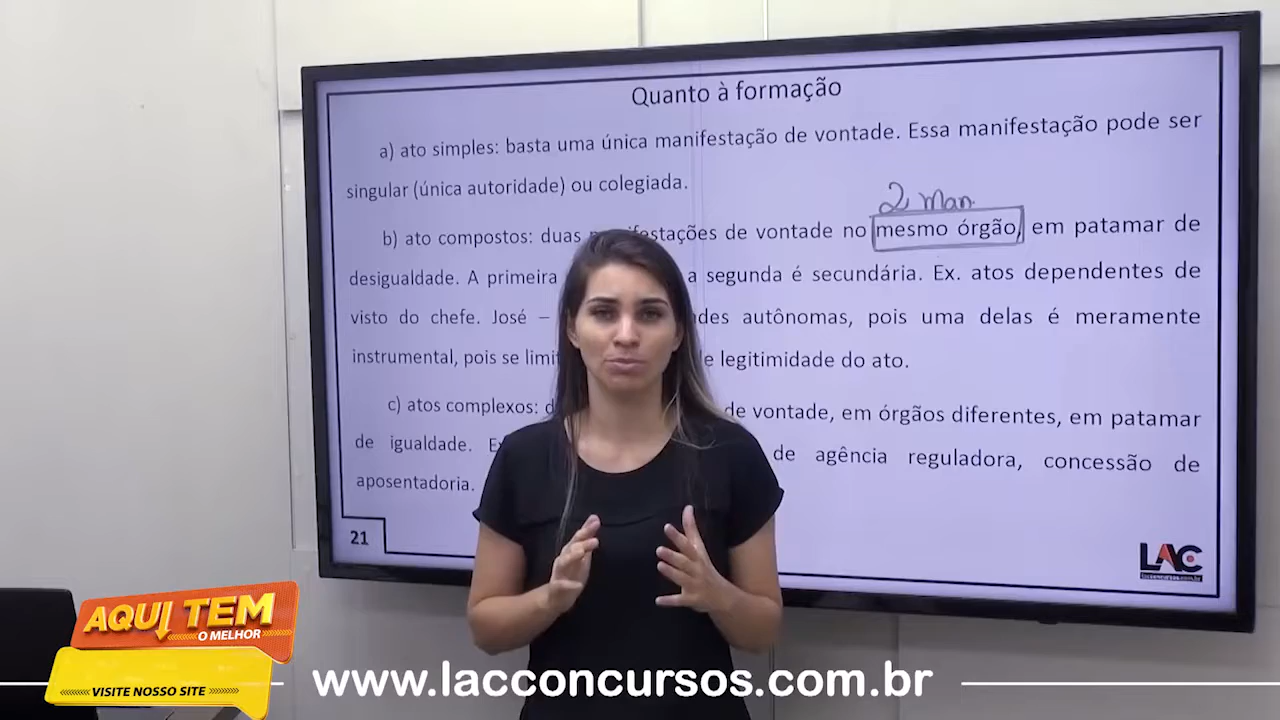 Quanto à formação
a) ato simples: basta uma única manifestação de vontade. Essa manifestação pode ser
singular (única autoridade) ou colegiada.
2 Man.
b) ato compostos: duas manifestações de vontade no mesmo órgão, em patamar de
desigualdade. A primeira a segunda é secundária. Ex. atos dependentes de
visto do chefe. José – autônomas, pois uma delas é meramente
instrumental, pois se legitimidade do ato.
c) atos complexos: de vontade, em órgãos diferentes, em patamar
de igualdade. de agência reguladora, concessão de
aposentadoria.
21
LAC
lacconcursos.com.br
AQUI TEM
O MELHOR
VISITE NOSSO SITE
www.lacconcursos.com.br